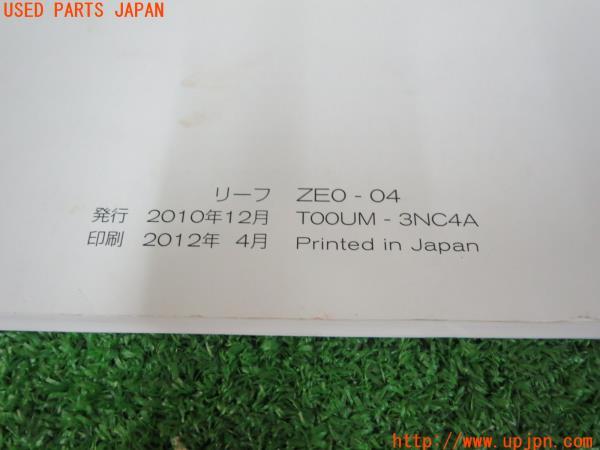 USED PARTS JAPAN
リーフ ZE0 - 04
発行 2010年12月 T00UM - 3NC4A
印刷 2012年 4月 Printed in Japan
http://www.upjpn.com/